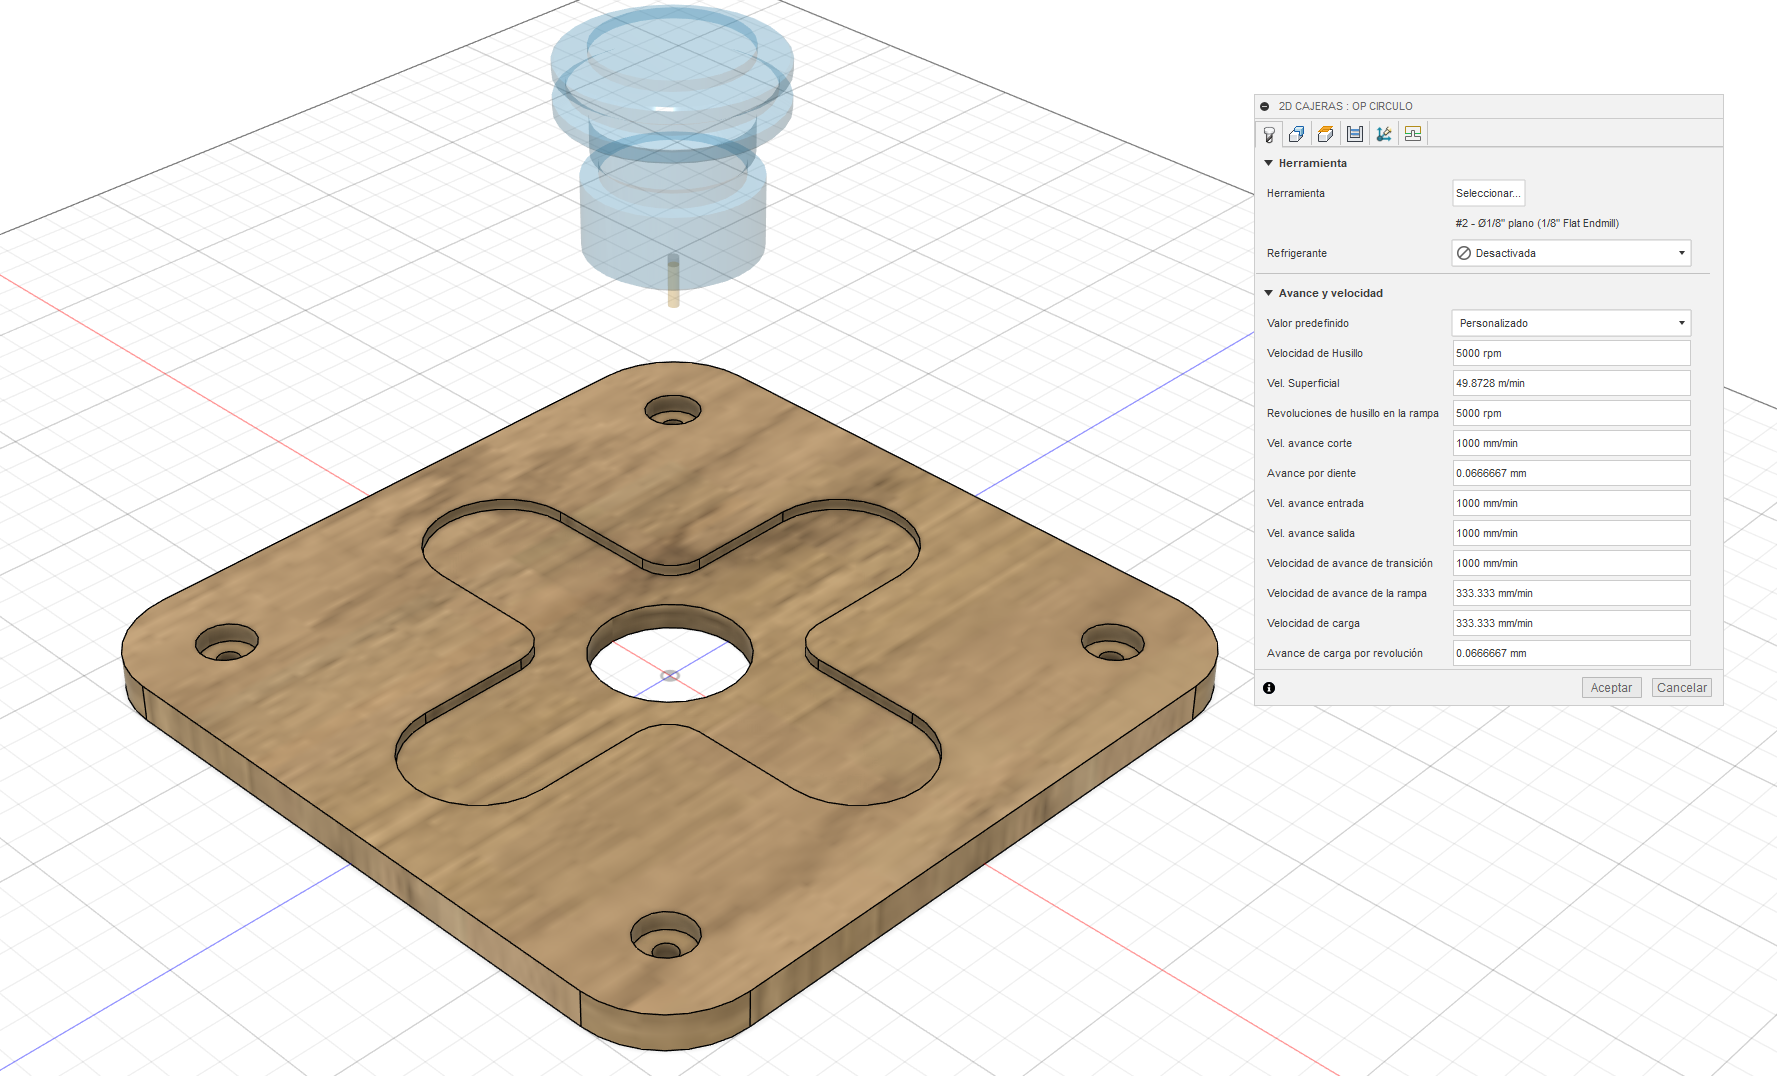 2D CAJERAS : OP CIRCULO
Herramienta
Herramienta Seleccionar...
#2 - Ø1/8" plano (1/8" Flat Endmill)
Refrigerante Desactivada
Avance y velocidad
Valor predefinido Personalizado
Velocidad de Husillo 5000 rpm
Vel. Superficial 49.8728 m/min
Revoluciones de husillo en la rampa 5000 rpm
Vel. avance corte 1000 mm/min
Avance por diente 0.0666667 mm
Vel. avance entrada 1000 mm/min
Vel. avance salida 1000 mm/min
Velocidad de avance de transición 1000 mm/min
Velocidad de avance de la rampa 333.333 mm/min
Velocidad de carga 333.333 mm/min
Avance de carga por revolución 0.0666667 mm
Aceptar Cancelar